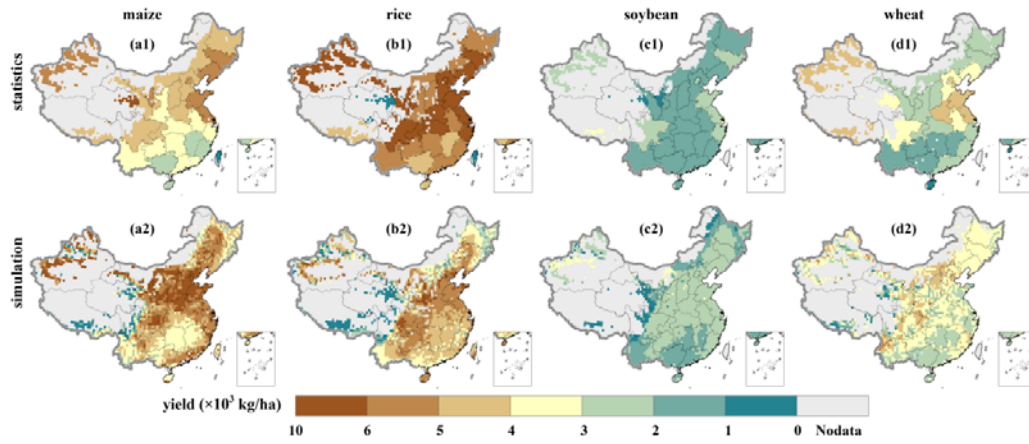 maize rice soybean wheat
statistics
(a1) (b1) (c1) (d1)
simulation
(a2) (b2) (c2) (d2)
yield (×10³ kg/ha)
10 6 5 4 3 2 1 0 Nodata